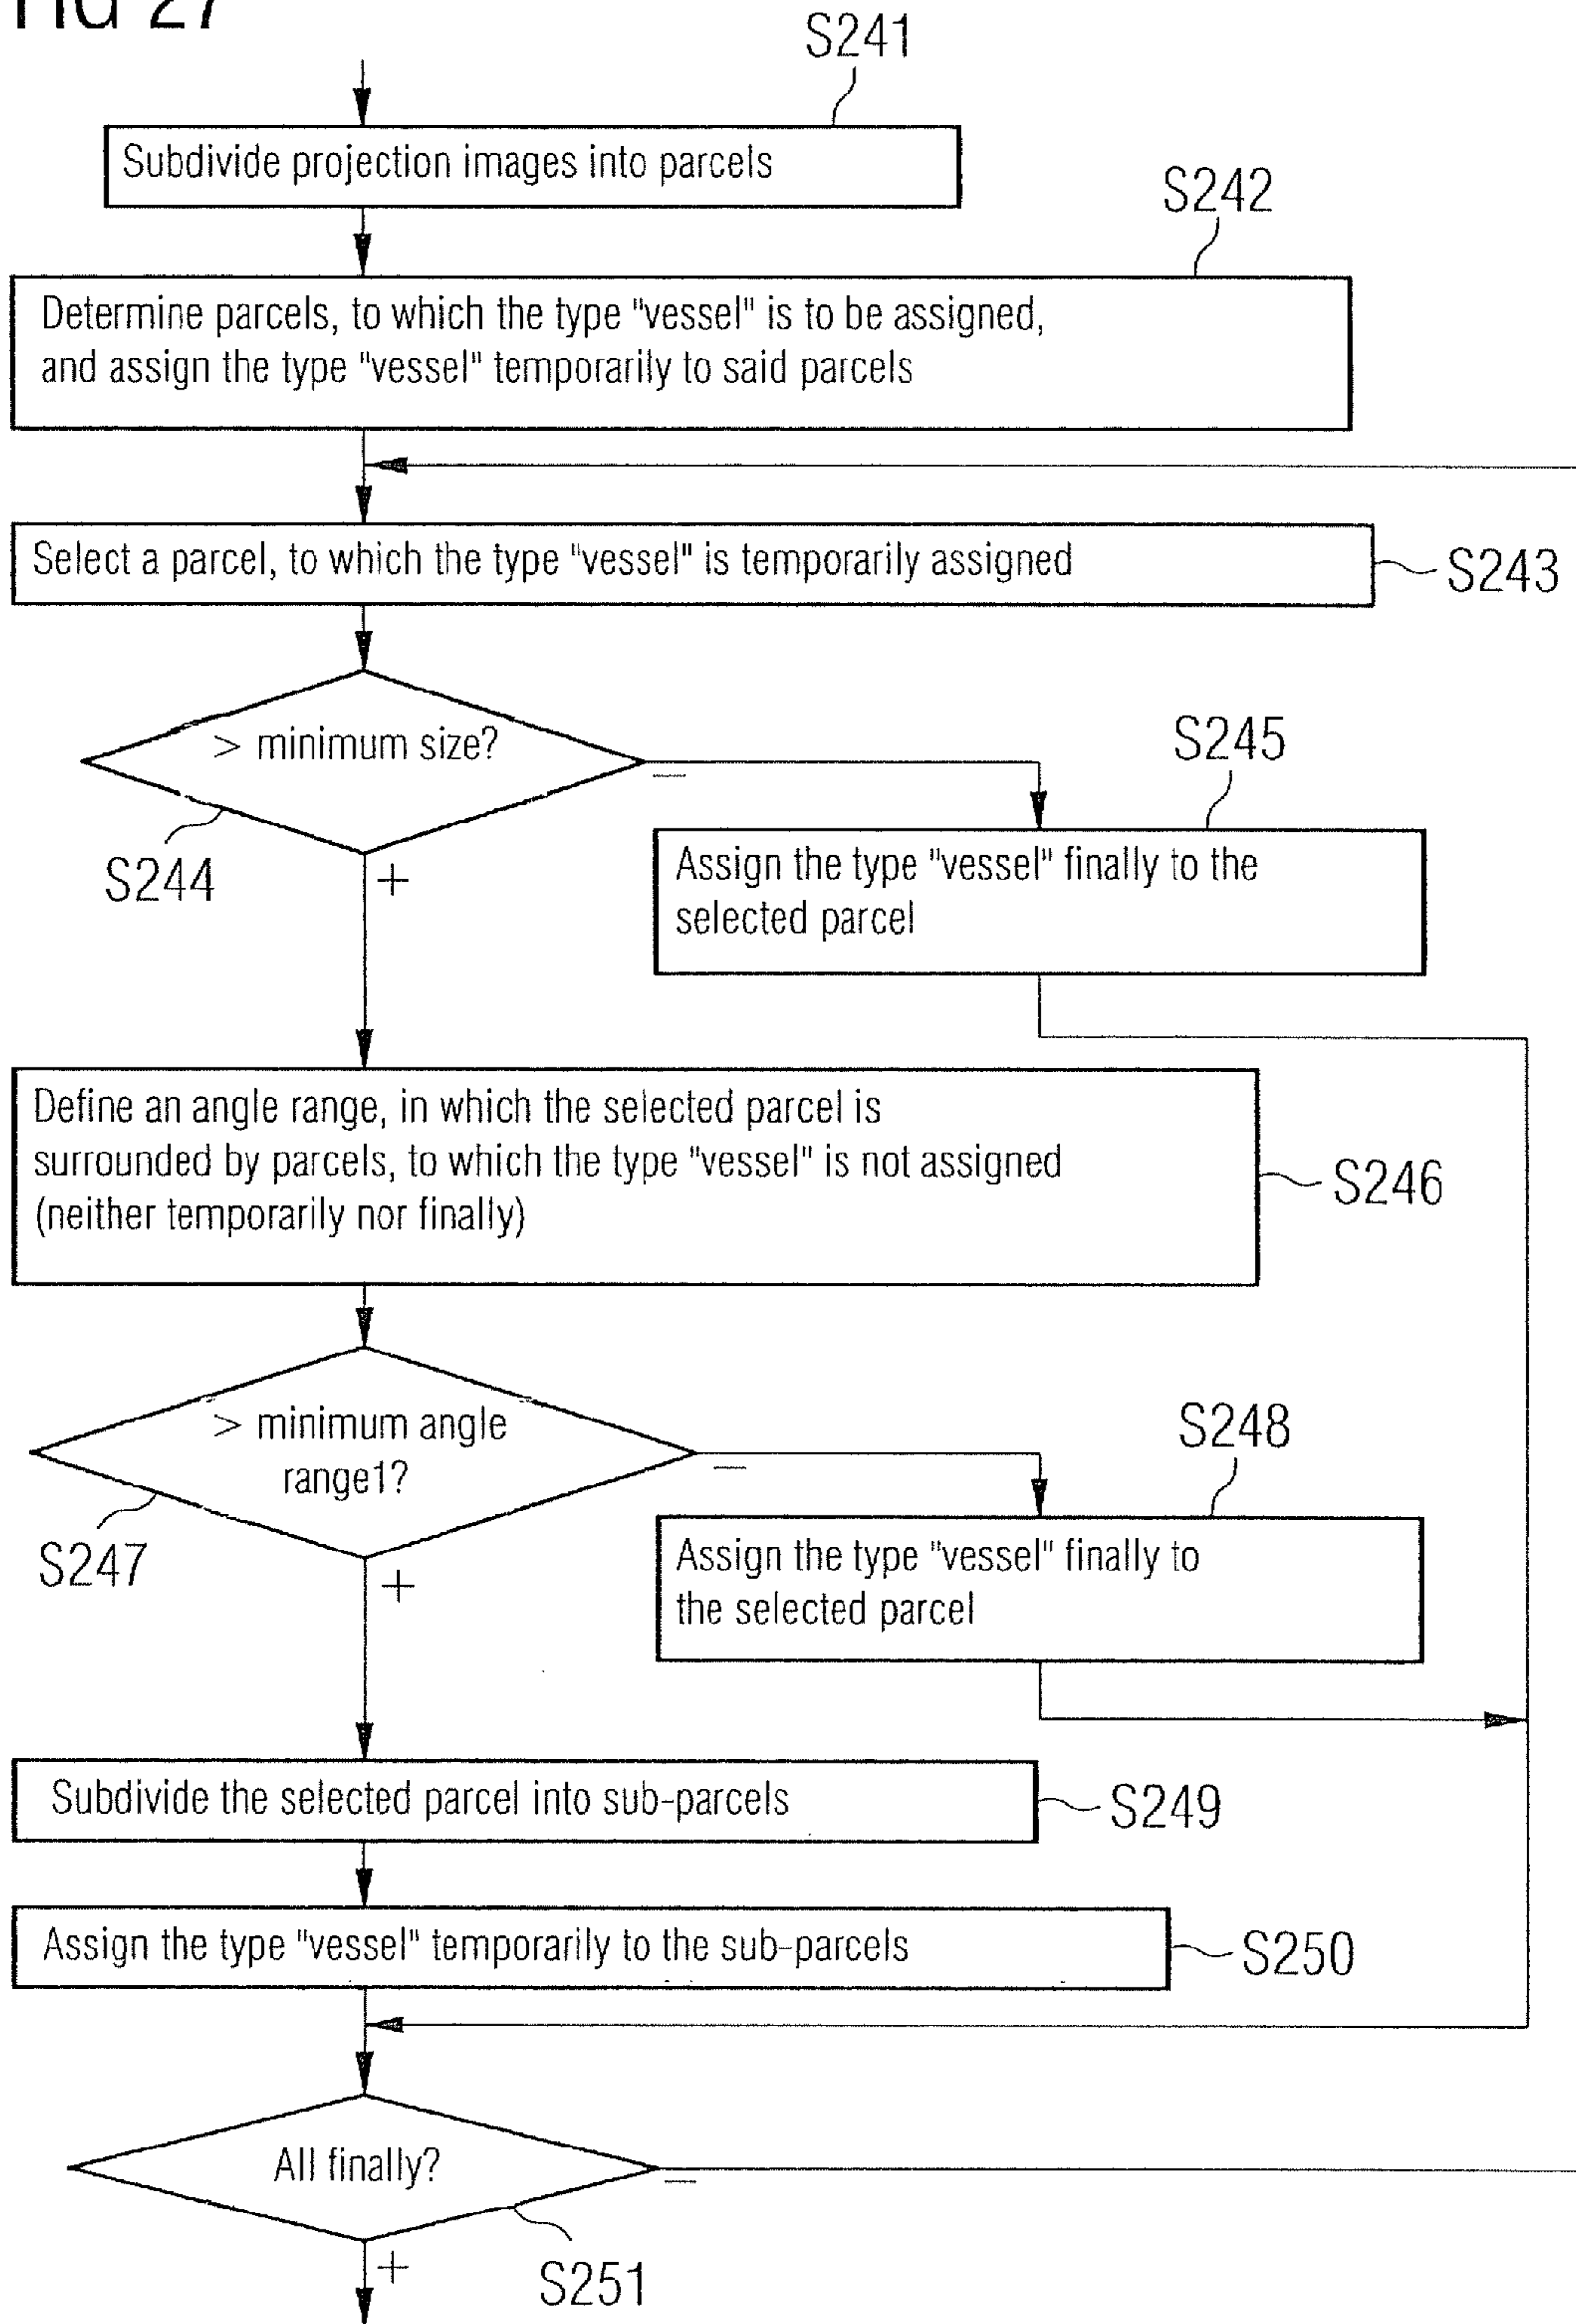 FIG 27
S241
Subdivide projection images into parcels
S242
Determine parcels, to which the type "vessel" is to be assigned,
and assign the type "vessel" temporarily to said parcels
Select a parcel, to which the type "vessel" is temporarily assigned
S243
> minimum size?
S244
+
–
S245
Assign the type "vessel" finally to the
selected parcel
Define an angle range, in which the selected parcel is
surrounded by parcels, to which the type "vessel" is not assigned
(neither temporarily nor finally)
S246
> minimum angle
range1?
S247
+
–
S248
Assign the type "vessel" finally to
the selected parcel
Subdivide the selected parcel into sub-parcels
S249
Assign the type "vessel" temporarily to the sub-parcels
S250
All finally?
–
+
S251